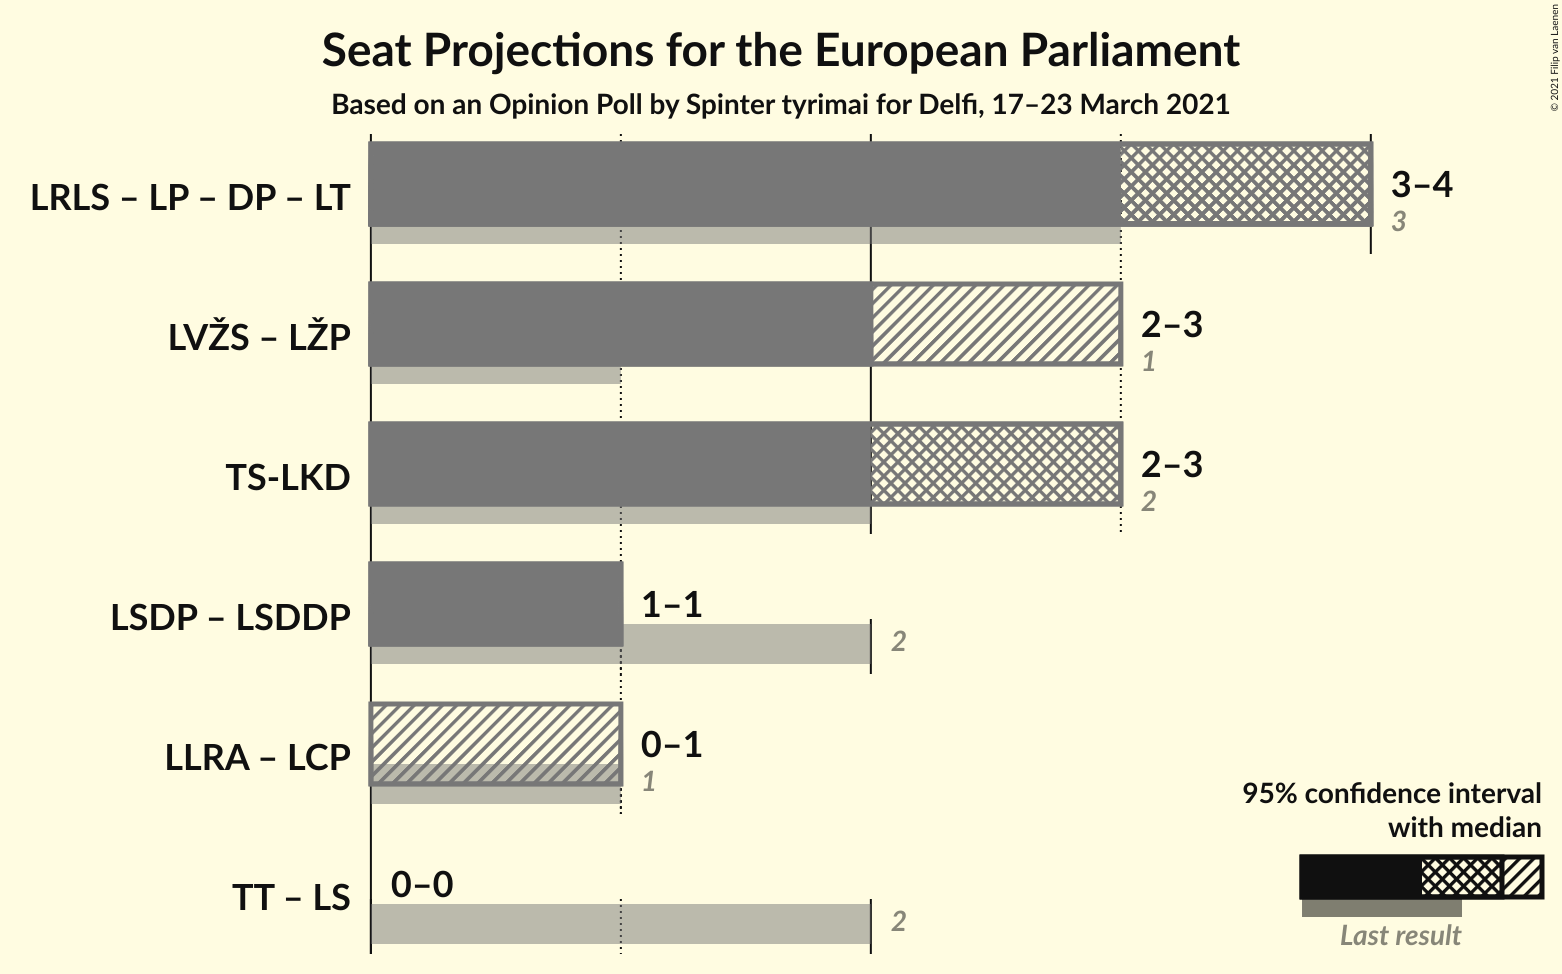 Seat Projections for the European Parliament
Based on an Opinion Poll by Spinter tyrimai for Delfi, 17–23 March 2021
© 2021 Filip van Laenen
LRLS – LP – DP – LT
3–4
3
LVŽS – LŽP
2–3
1
TS-LKD
2–3
2
LSDP – LSDDP
1–1
2
LLRA – LCP
0–1
1
TT – LS
0–0
2
95% confidence interval
with median
Last result